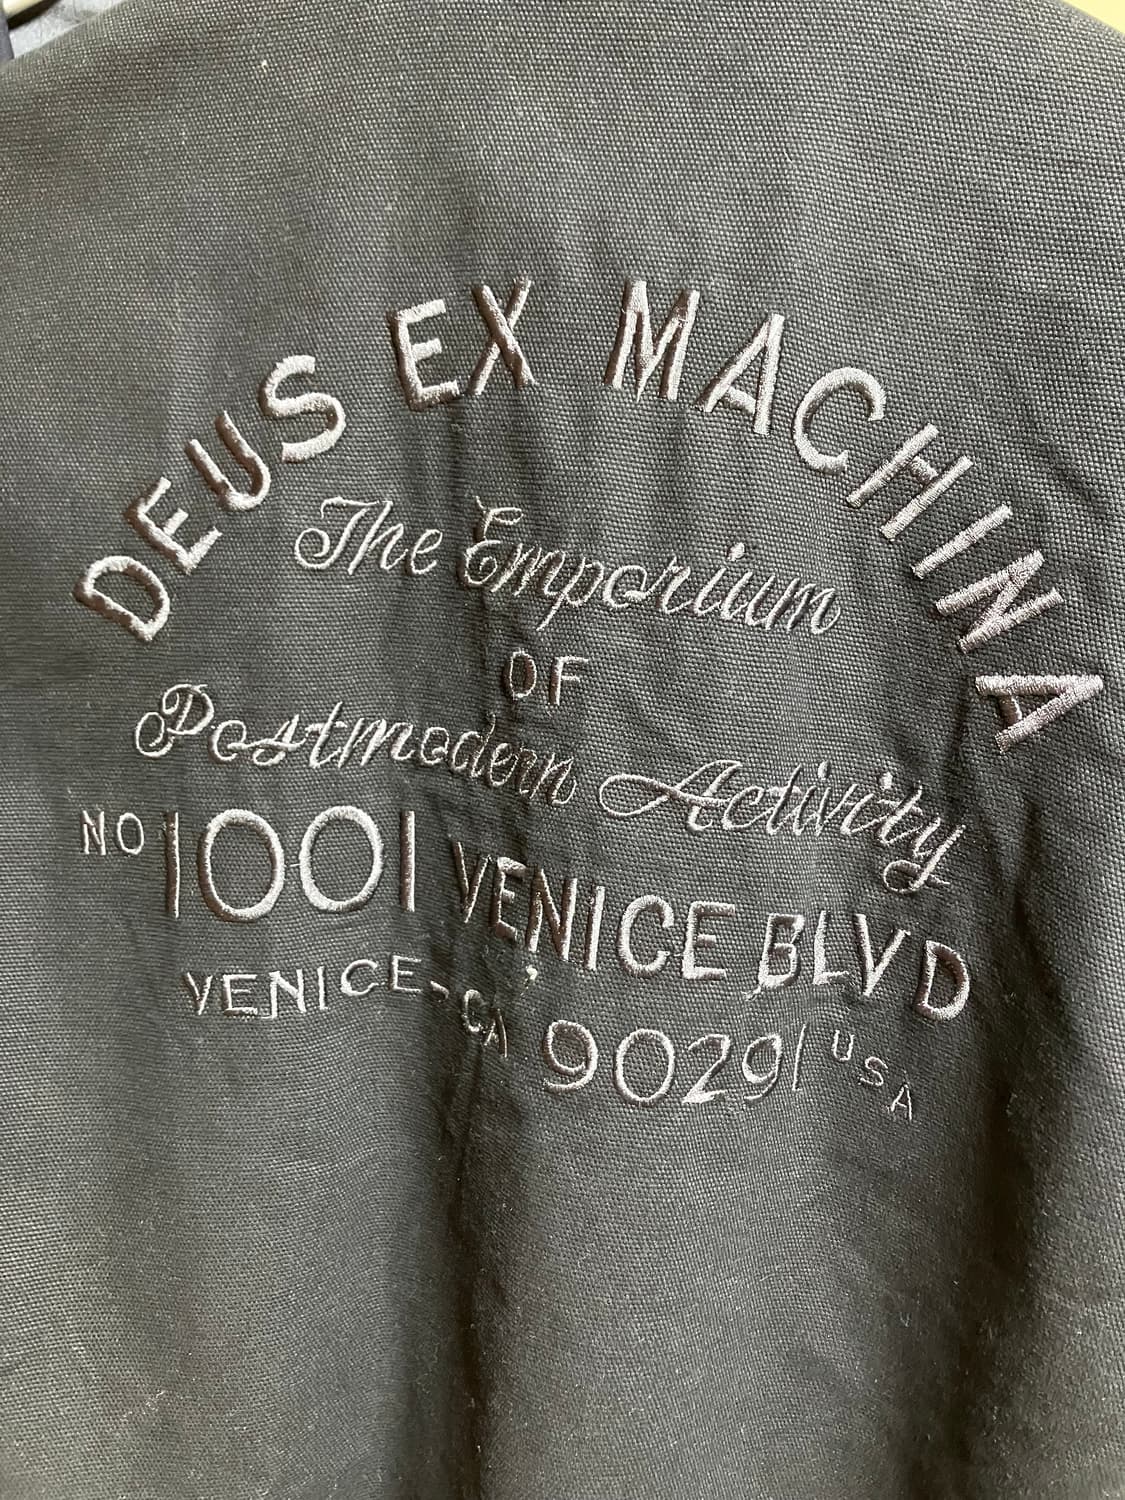 DEUS EX MACHINA
The Emporium
OF
Postmodern Activity
NO 1001 VENICE BLVD
VENICE, CA 90291 USA